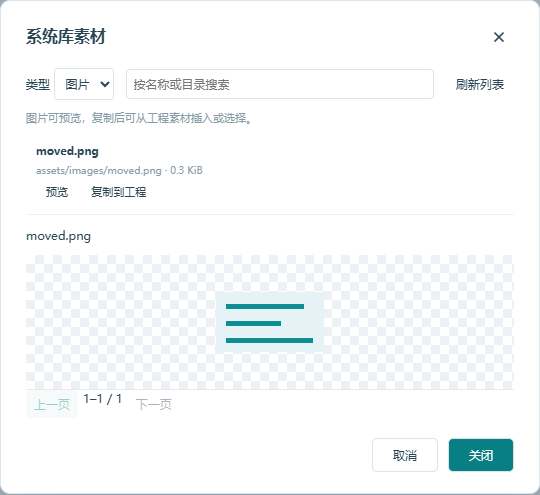 系统库素材 ×
类型 图片 按名称或目录搜索 刷新列表
图片可预览，复制后可从工程素材插入或选择。
moved.png
assets/images/moved.png · 0.3 KiB
预览 复制到工程
moved.png
上一页 1–1 / 1 下一页
取消 关闭